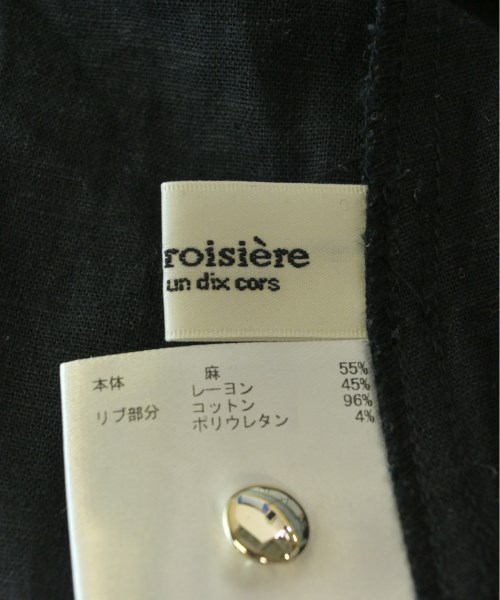 roisière
un dix cors
本体 麻 55%
レーヨン 45%
リブ部分 コットン 96%
ポリウレタン 4%